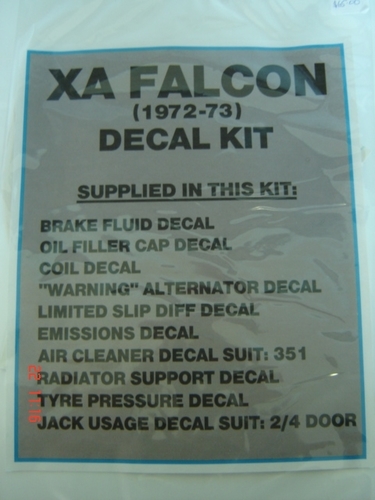 XA FALCON
(1972-73)
DECAL KIT
SUPPLIED IN THIS KIT:
BRAKE FLUID DECAL
OIL FILLER CAP DECAL
COIL DECAL
"WARNING" ALTERNATOR DECAL
LIMITED SLIP DIFF DECAL
EMISSIONS DECAL
AIR CLEANER DECAL SUIT: 351
RADIATOR SUPPORT DECAL
TYRE PRESSURE DECAL
JACK USAGE DECAL SUIT: 2/4 DOOR